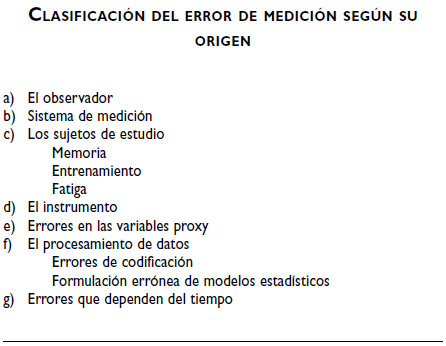 CLASIFICACIÓN DEL ERROR DE MEDICIÓN SEGÚN SU
ORIGEN
a) El observador
b) Sistema de medición
c) Los sujetos de estudio
Memoria
Entrenamiento
Fatiga
d) El instrumento
e) Errores en las variables proxy
f) El procesamiento de datos
Errores de codificación
Formulación errónea de modelos estadísticos
g) Errores que dependen del tiempo